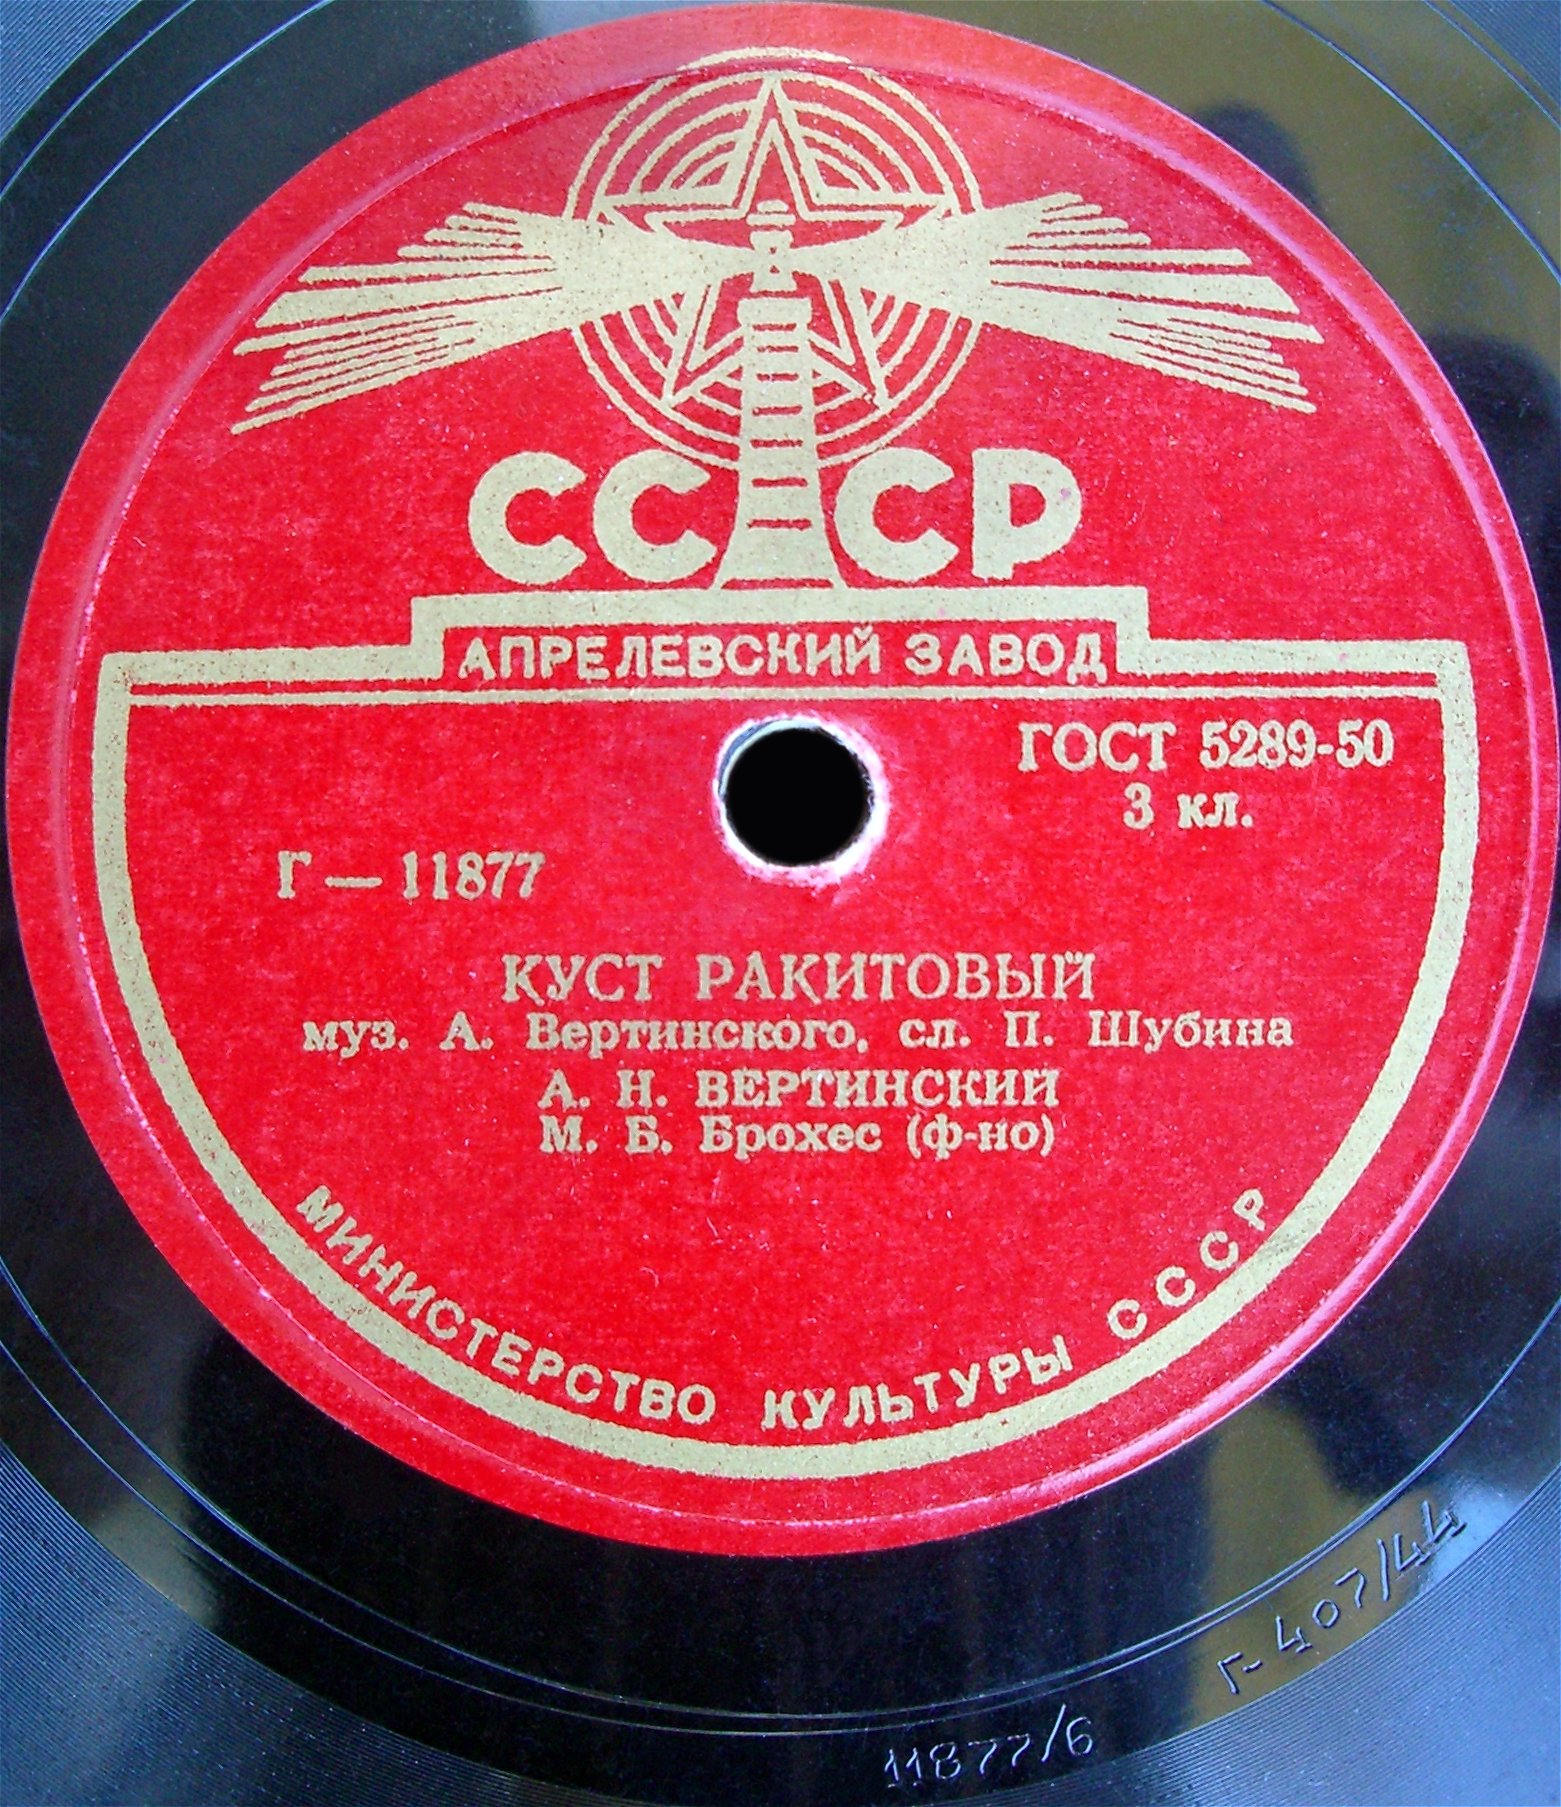 СССР
АПРЕЛЕВСКИЙ ЗАВОД
ГОСТ 5289-50
3 кл.
Г — 11877
КУСТ РАКИТОВЫЙ
муз. А. Вертинского, сл. П. Шубина
А. Н. ВЕРТИНСКИЙ
М. Б. Брохес (ф-но)
МИНИСТЕРСТВО КУЛЬТУРЫ СССР
Г-407/44
11877/6